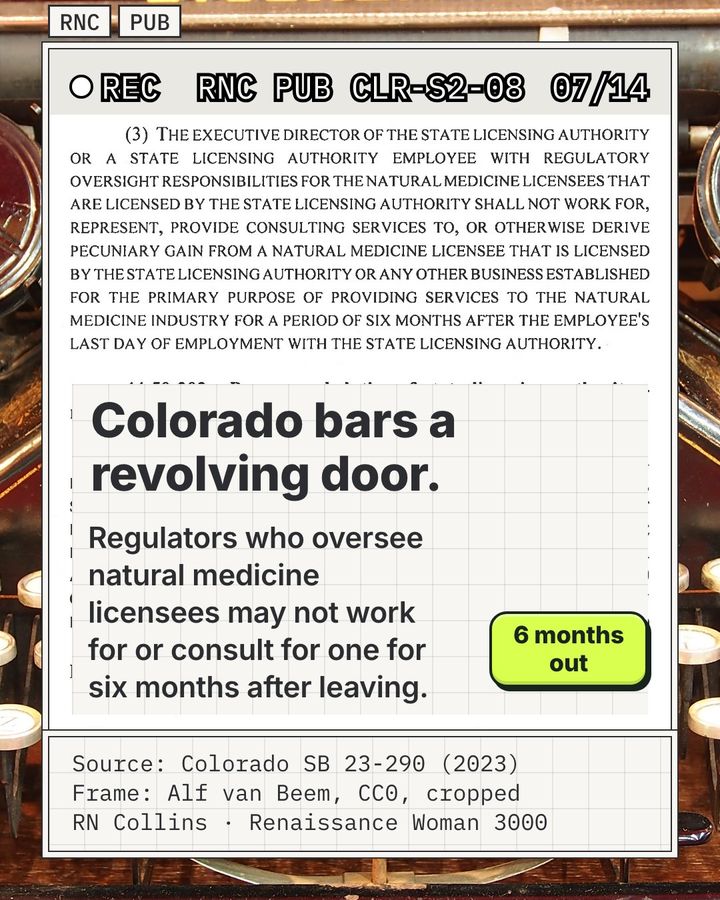 RNC PUB
REC RNC PUB CLR-S2-08 07/14
(3) THE EXECUTIVE DIRECTOR OF THE STATE LICENSING AUTHORITY
OR A STATE LICENSING AUTHORITY EMPLOYEE WITH REGULATORY
OVERSIGHT RESPONSIBILITIES FOR THE NATURAL MEDICINE LICENSEES THAT
ARE LICENSED BY THE STATE LICENSING AUTHORITY SHALL NOT WORK FOR,
REPRESENT, PROVIDE CONSULTING SERVICES TO, OR OTHERWISE DERIVE
PECUNIARY GAIN FROM A NATURAL MEDICINE LICENSEE THAT IS LICENSED
BY THE STATE LICENSING AUTHORITY OR ANY OTHER BUSINESS ESTABLISHED
FOR THE PRIMARY PURPOSE OF PROVIDING SERVICES TO THE NATURAL
MEDICINE INDUSTRY FOR A PERIOD OF SIX MONTHS AFTER THE EMPLOYEE'S
LAST DAY OF EMPLOYMENT WITH THE STATE LICENSING AUTHORITY.
Colorado bars a
revolving door.
Regulators who oversee
natural medicine
licensees may not work
for or consult for one for
six months after leaving.
6 months
out
Source: Colorado SB 23-290 (2023)
Frame: Alf van Beem, CC0, cropped
RN Collins · Renaissance Woman 3000